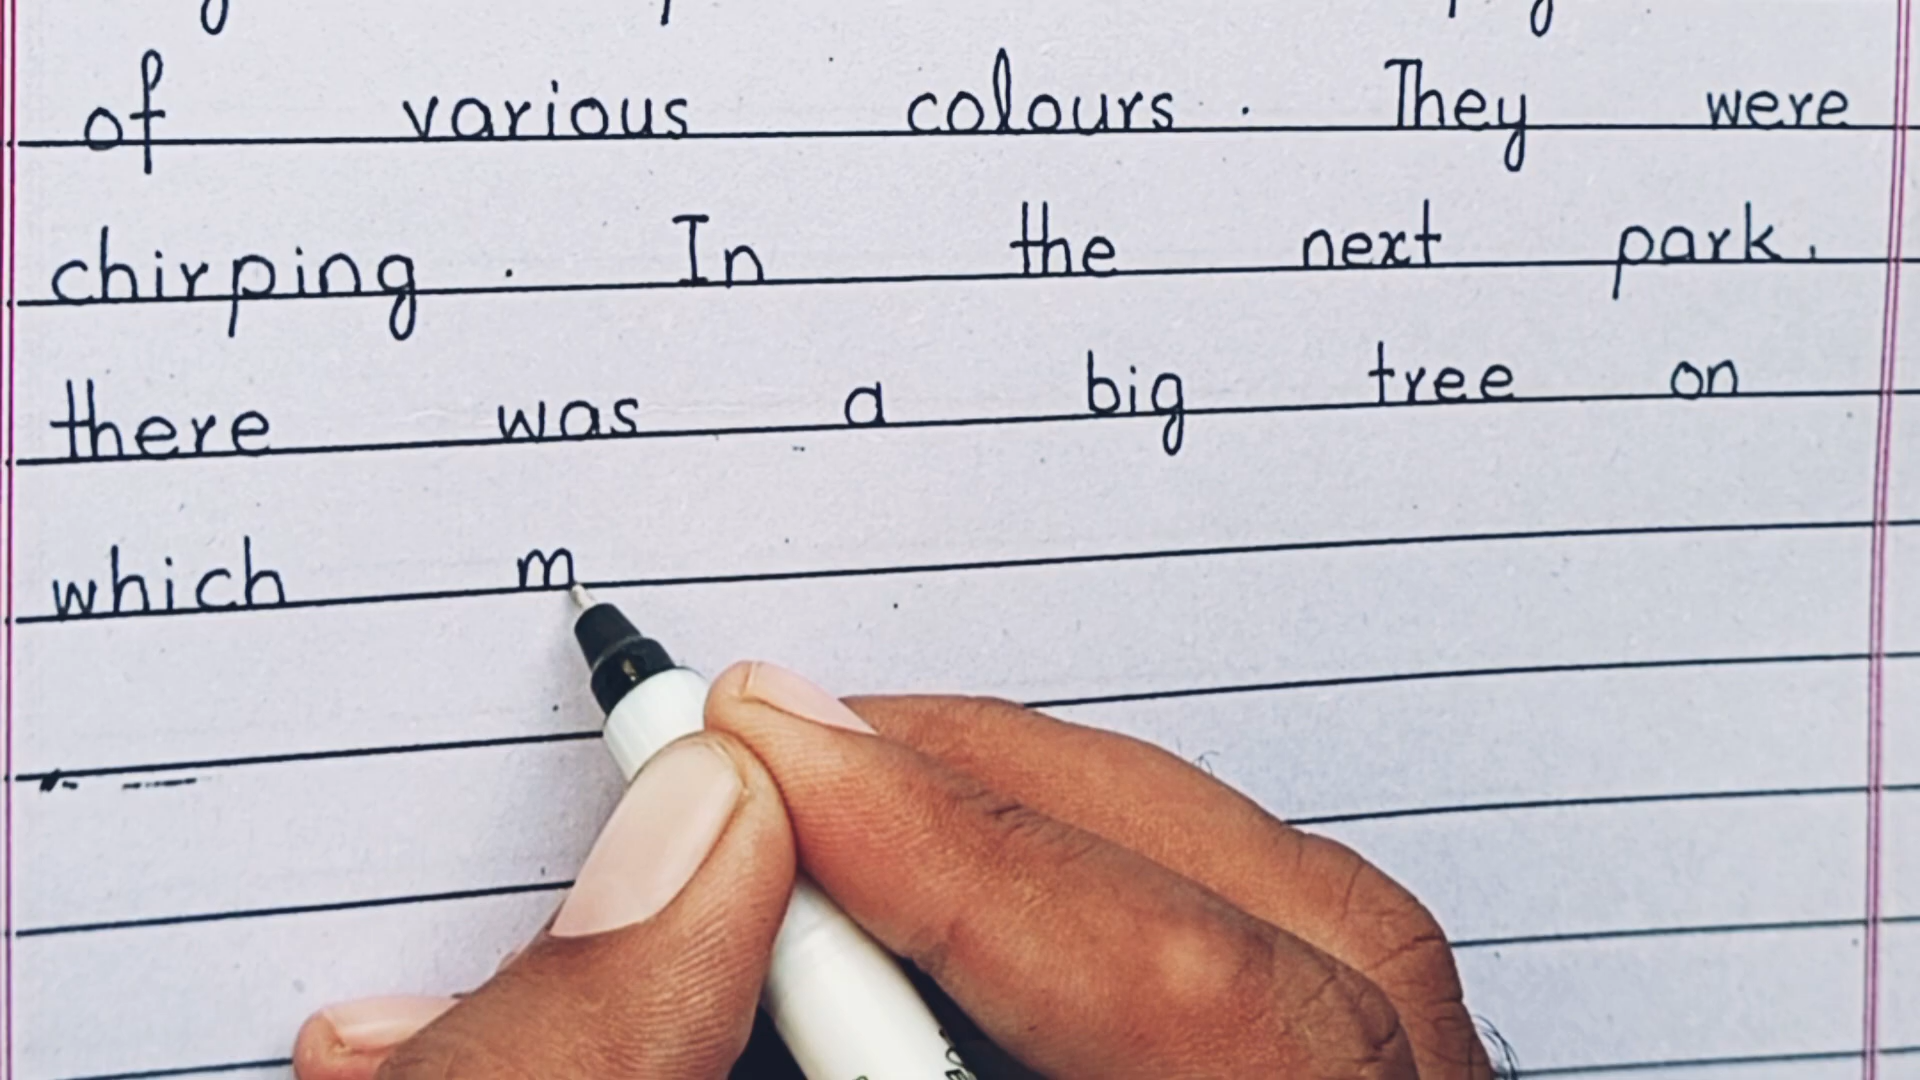 of various colours. They were
chirping. In the next park,
there was a big tree on
which m